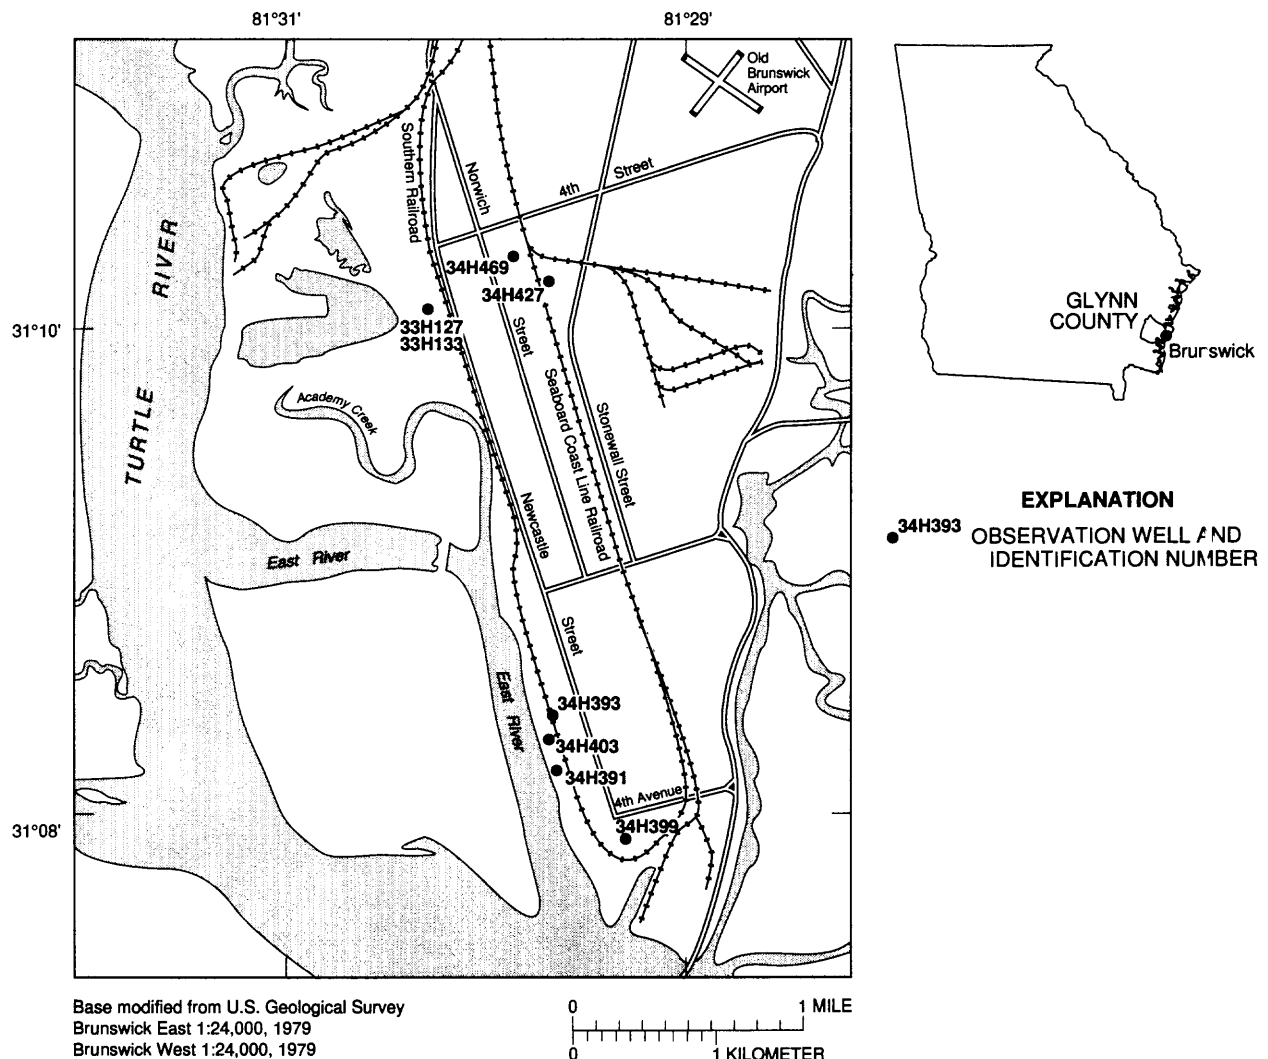 81°31'
81°29'
Old
Brunswick
Airport
Southern Railroad
Norwich
4th
Street
TURTLE
RIVER
34H469
34H427
31°10'
33H127
33H133
Street
Academy Creek
Seaboard Coast Line Railroad
Stonewall Street
Newcastle
East River
Street
East River
34H393
34H403
34H391
4th Avenue
31°08'
34H399
GLYNN
COUNTY
Brunswick
EXPLANATION
34H393
OBSERVATION WELL AND
IDENTIFICATION NUMBER
Base modified from U.S. Geological Survey
Brunswick East 1:24,000, 1979
Brunswick West 1:24,000, 1979
0
1 MILE
0
1 KILOMETER